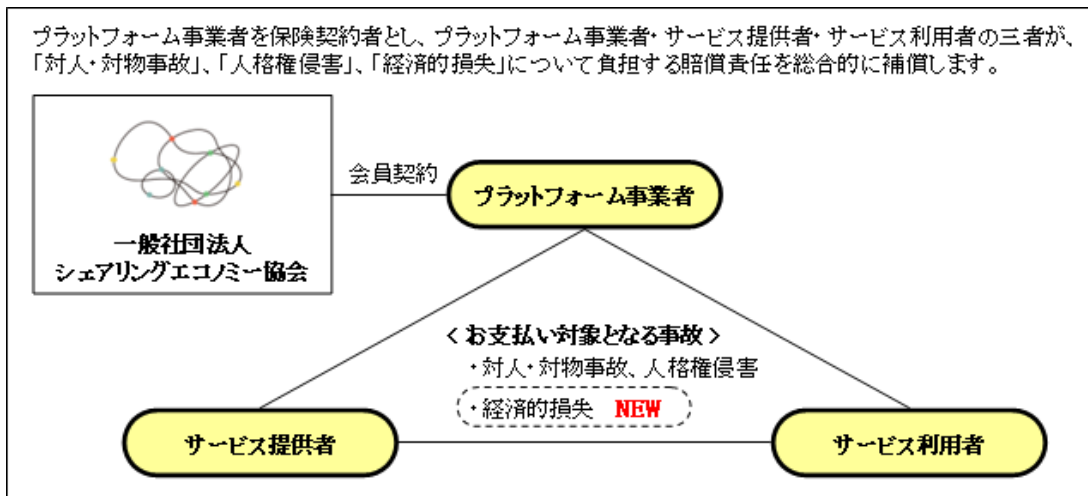 プラットフォーム事業者を保険契約者とし、プラットフォーム事業者・サービス提供者・サービス利用者の三者が、
「対人・対物事故」、「人格権侵害」、「経済的損失」について負担する賠償責任を総合的に補償します。
会員契約
プラットフォーム事業者
一般社団法人
シェアリングエコノミー協会
<お支払い対象となる事故>
・対人・対物事故、人格権侵害
・経済的損失 NEW
サービス提供者
サービス利用者